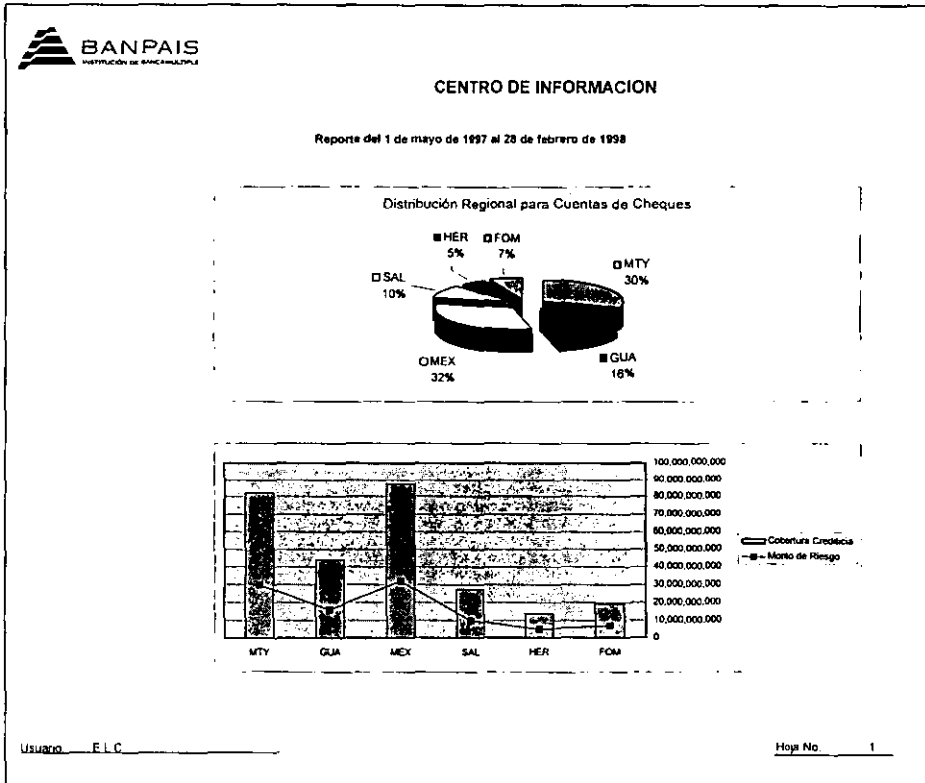 BANPAIS
INSTITUCIÓN DE BANCA MULTIPLE
CENTRO DE INFORMACION
Reporte del 1 de mayo de 1997 al 28 de febrero de 1998
Distribución Regional para Cuentas de Cheques
HER
5%
FOM
7%
MTY
30%
SAL
10%
MEX
32%
GUA
16%
100,000,000,000
90,000,000,000
80,000,000,000
70,000,000,000
60,000,000,000
50,000,000,000
40,000,000,000
30,000,000,000
20,000,000,000
10,000,000,000
0
Cobertura Crediticia
Monto de Riesgo
MTY GUA MEX SAL HER FOM
Usuario E L C
Hoja No. 1